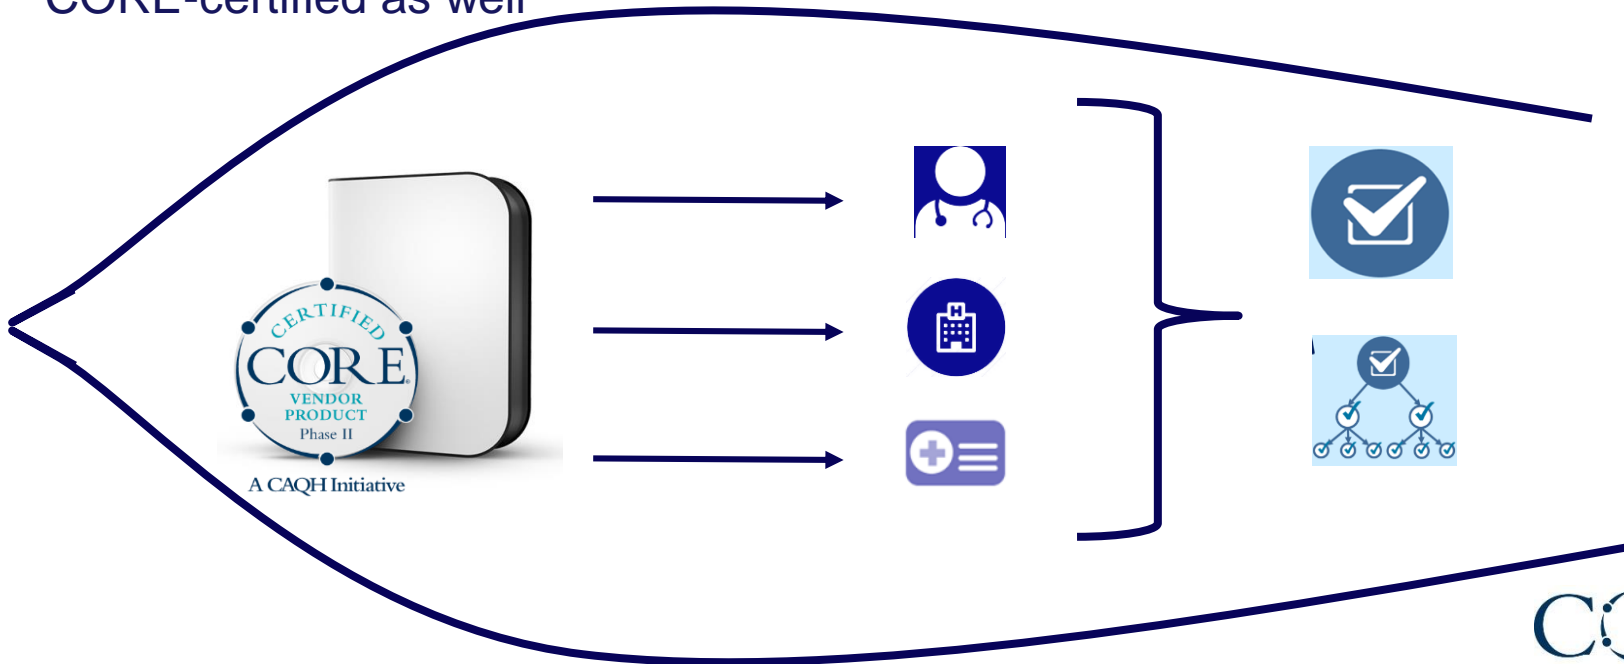 CORE-certified as well
CERTIFIED
CORE®
VENDOR
PRODUCT
Phase II
A CAQH Initiative
H